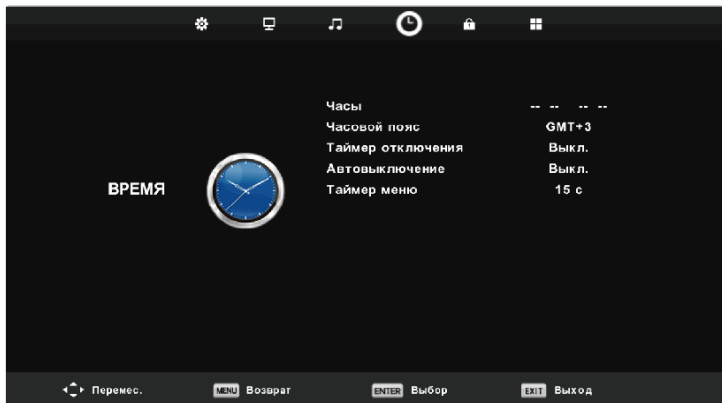 Часы -- -- -- --
Часовой пояс GMT+3
Таймер отключения Выкл.
Автовыключение Выкл.
ВРЕМЯ
Таймер меню 15 с
Перемес. MENU Возврат ENTER Выбор EXIT Выход